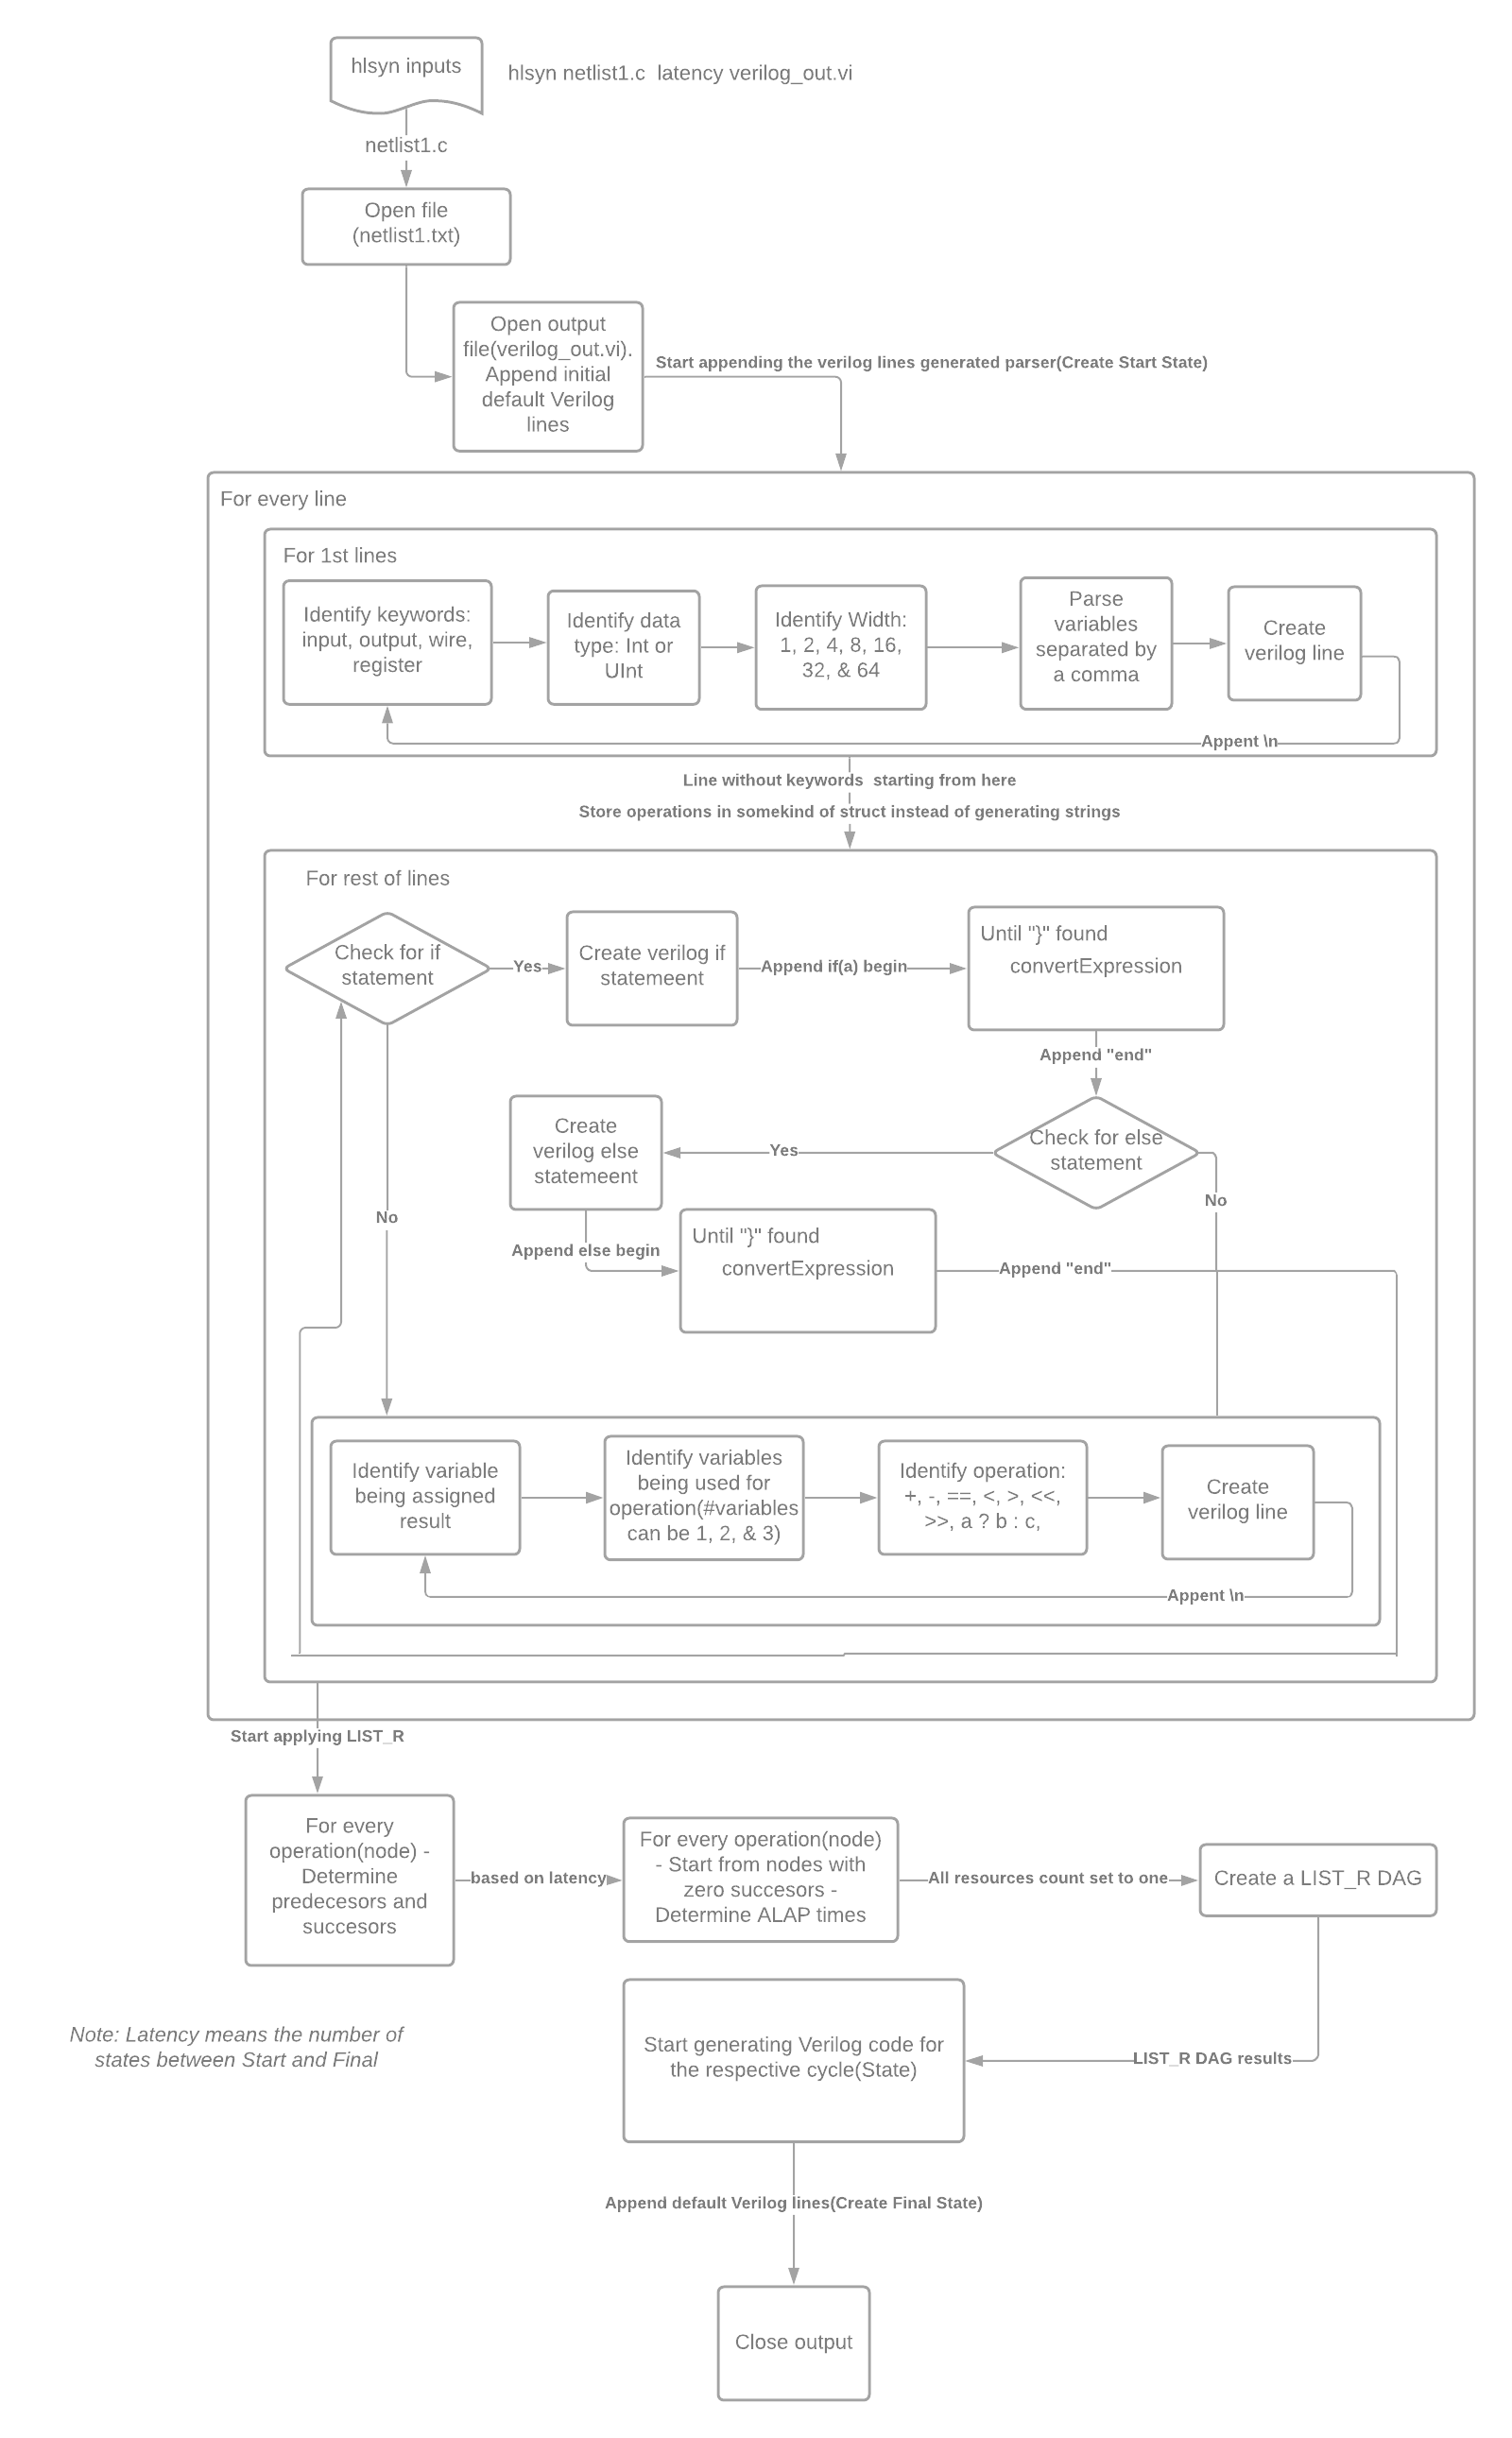 hlsyn inputs
hlsyn netlist1.c  latency verilog_out.vi
netlist1.c
Open file
(netlist1.txt)
Open output
file(verilog_out.vi).
Append initial
default Verilog
lines
Start appending the verilog lines generated parser(Create Start State)
For every line
For 1st lines
Identify keywords:
input, output, wire,
register
Identify data
type: Int or
UInt
Identify Width:
1, 2, 4, 8, 16,
32, & 64
Parse
variables
separated by
a comma
Create
verilog line
Appent \n
Line without keywords  starting from here
Store operations in somekind of struct instead of generating strings
For rest of lines
Check for if
statement
Yes
Create verilog if
statemeent
Append if(a) begin
Until "}" found
convertExpression
Append "end"
Check for else
statement
Yes
Create
verilog else
statemeent
No
No
Append else begin
Until "}" found
convertExpression
Append "end"
Identify variable
being assigned
result
Identify variables
being used for
operation(#variables
can be 1, 2, & 3)
Identify operation:
+, -, ==, <, >, <<,
>>, a ? b : c,
Create
verilog line
Appent \n
Start applying LIST_R
For every
operation(node) -
Determine
predecesors and
succesors
based on latency
For every operation(node)
- Start from nodes with
zero succesors -
Determine ALAP times
All resources count set to one
Create a LIST_R DAG
LIST_R DAG results
Start generating Verilog code for
the respective cycle(State)
Note: Latency means the number of
states between Start and Final
Append default Verilog lines(Create Final State)
Close output